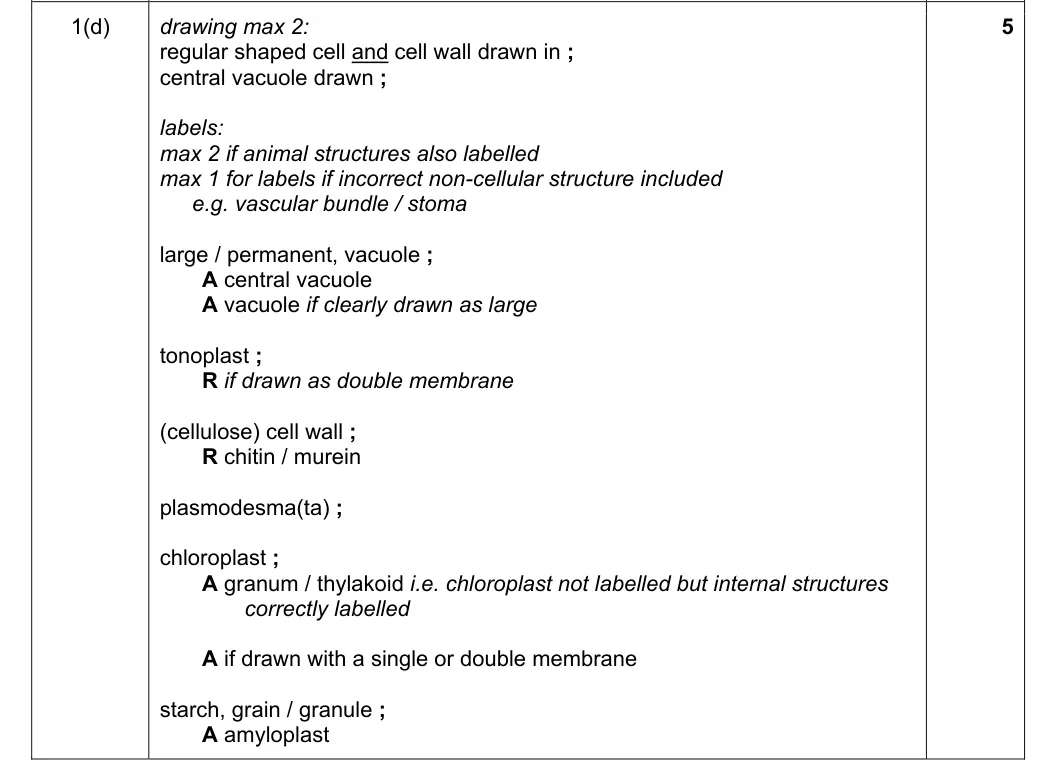 1(d)
drawing max 2:
5
regular shaped cell and cell wall drawn in ;
central vacuole drawn ;
labels:
max 2 if animal structures also labelled
max 1 for labels if incorrect non-cellular structure included
e.g. vascular bundle / stoma
large / permanent, vacuole ;
A central vacuole
A vacuole if clearly drawn as large
tonoplast ;
R if drawn as double membrane
(cellulose) cell wall ;
R chitin / murein
plasmodesma(ta) ;
chloroplast ;
A granum / thylakoid i.e. chloroplast not labelled but internal structures
correctly labelled
A if drawn with a single or double membrane
starch, grain / granule ;
A amyloplast